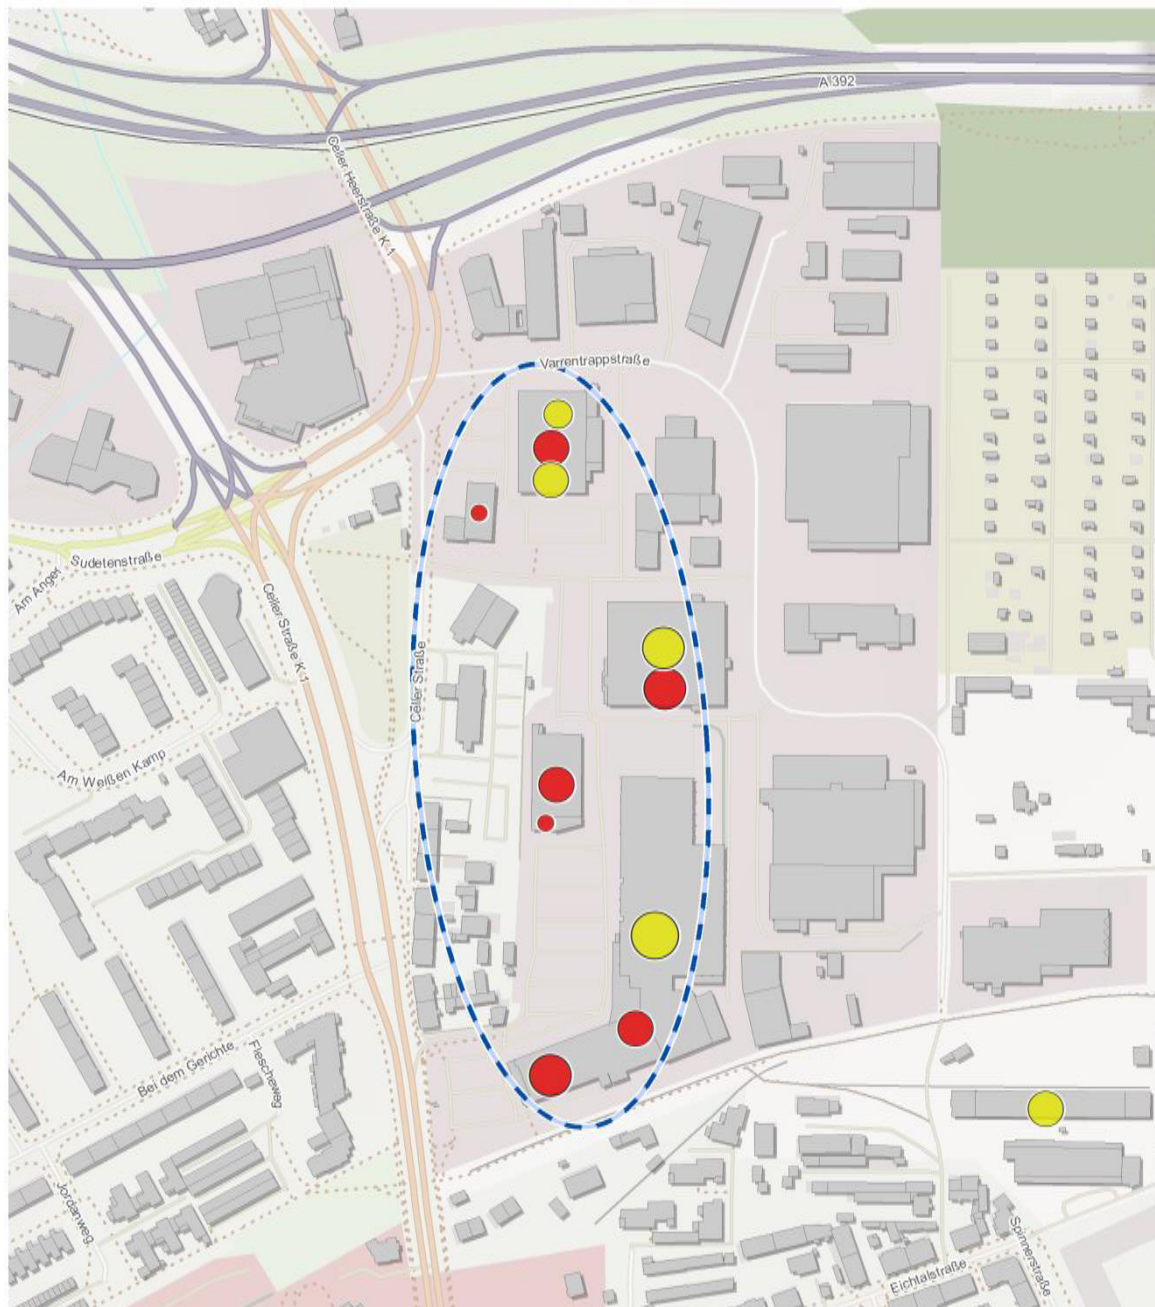 A 392
Celler Heerstraße K 1
Varrentrappstraße
Sudetenstraße
Am Anger
Celler Straße K 1
Celler Straße
Am Weißen Kamp
Bei dem Gerichte
Flescheweg
Jordanweg
Spinnerstraße
Eichtalstraße